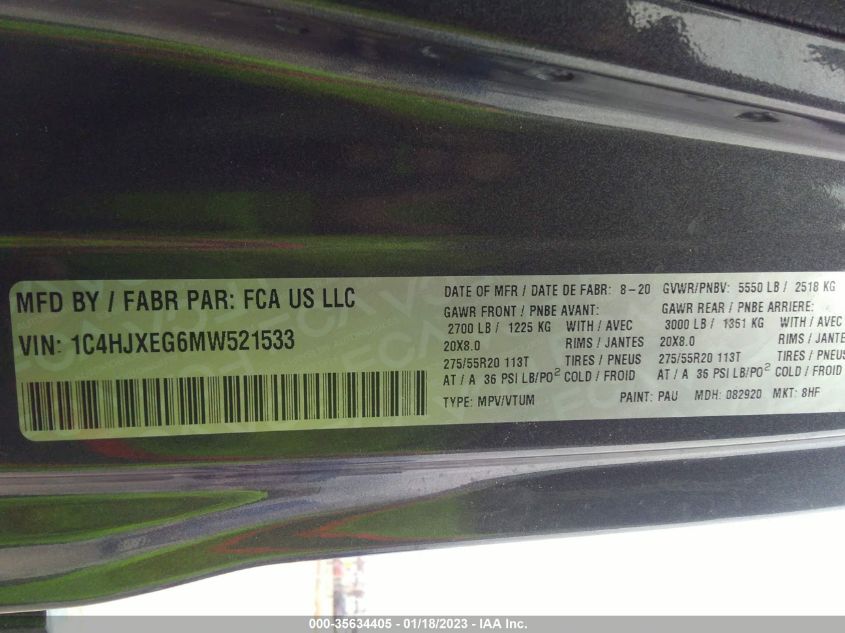 MFD BY / FABR PAR: FCA US LLC
VIN: 1C4HJXEG6MW521533
DATE OF MFR / DATE DE FABR: 8-20 GVWR/PNBV: 5550 LB / 2518 KG
GAWR FRONT / PNBE AVANT: GAWR REAR / PNBE ARRIERE:
2700 LB / 1225 KG WITH / AVEC 3000 LB / 1361 KG WITH / AVEC
20X8.0 RIMS / JANTES 20X8.0 RIMS / JANTES
275/55R20 113T TIRES / PNEUS 275/55R20 113T TIRES / PNEUS
AT / A 36 PSI LB/PO² COLD / FROID AT / A 36 PSI LB/PO² COLD / FROID
TYPE: MPV/VTUM PAINT: PAU MDH: 082920 MKT: 8HF
000-35634405 - 01/18/2023 - IAA Inc.